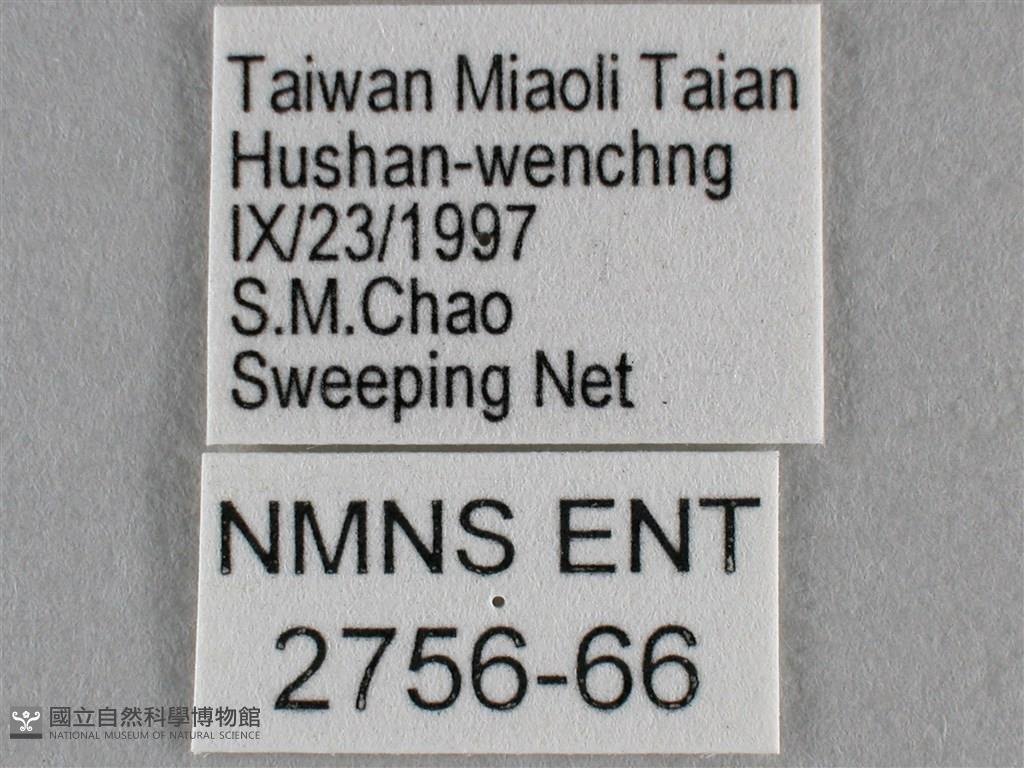 Taiwan Miaoli Taian
Hushan-wenchng
IX/23/1997
S.M.Chao
Sweeping Net
NMNS ENT
2756-66
國立自然科學博物館
NATIONAL MUSEUM OF NATURAL SCIENCE